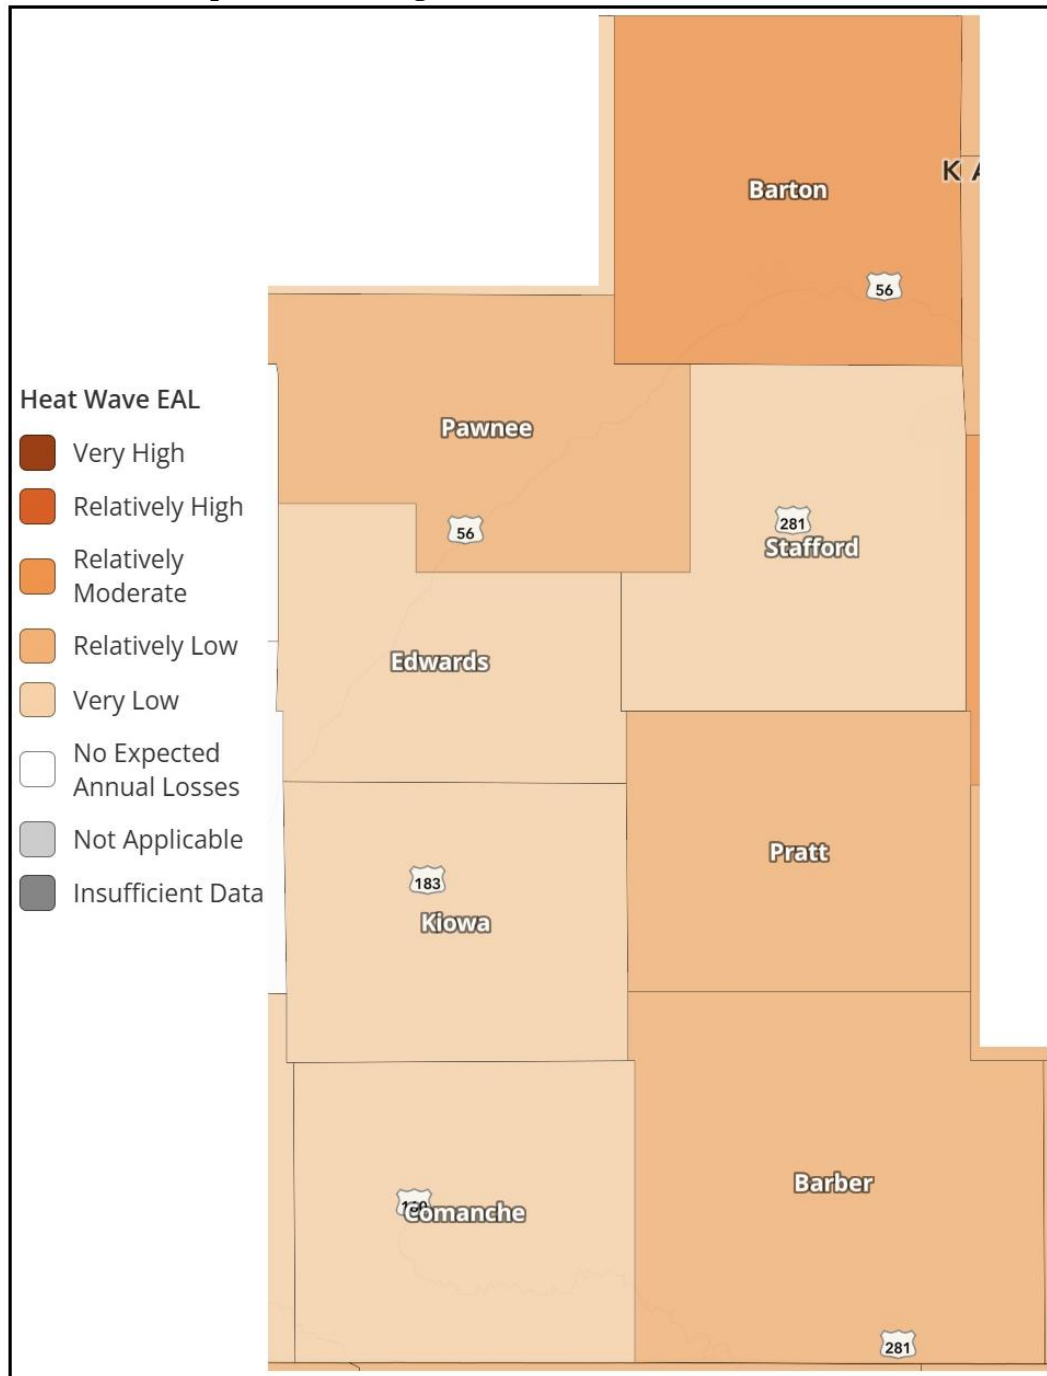 Barton
K A
56
Heat Wave EAL
Very High
Relatively High
Relatively
Moderate
Relatively Low
Very Low
No Expected
Annual Losses
Not Applicable
Insufficient Data
Pawnee
56
281
Stafford
Edwards
Pratt
183
Kiowa
Barber
160
Comanche
281